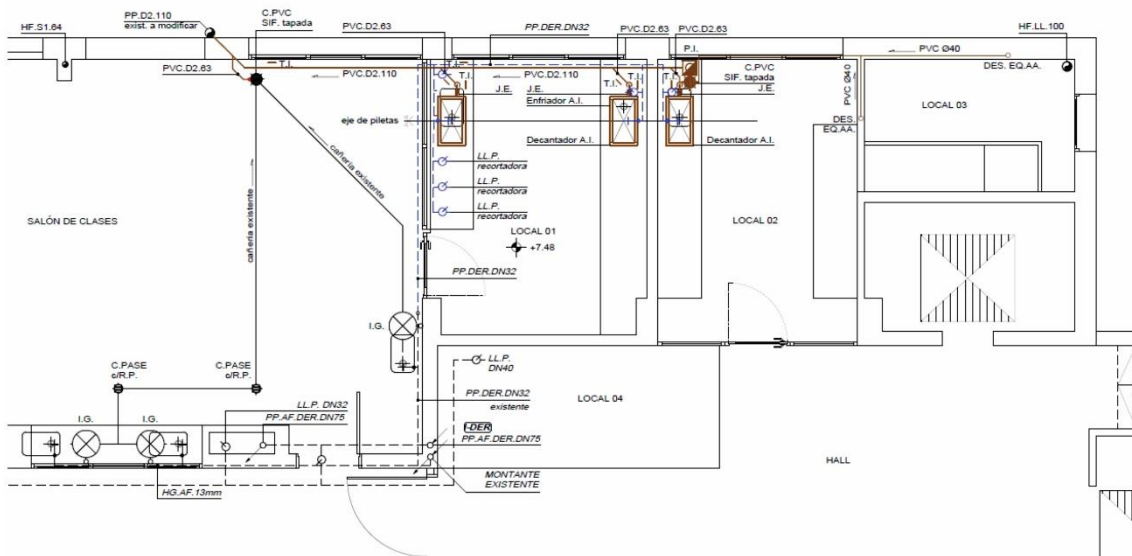 HF.S1.64
PP.D2.110
exist. a modificar
C.PVC
SIF. tapada
PVC.D2.63
PP.DER.DN32
PVC.D2.63
PVC.D2.63
HF.LL.100
P.I.
PVC Ø40
PVC.D2.63
T.I.
PVC.D2.110
T.I.
PVC.D2.110
T.I.
T.I.
T.I.
C.PVC
SIF. tapada
PVC Ø40
DES. EQ.AA.
J.E.
J.E.
Enfriador A.I.
J.E.
LOCAL 03
eje de piletas
DES.
EQ.AA.
Decantador A.I.
Decantador A.I.
cañería existente
cañería existente
LL.P.
recortadora
LL.P.
recortadora
LL.P.
recortadora
SALÓN DE CLASES
LOCAL 01
+7.48
LOCAL 02
PP.DER.DN32
I.G.
C.PASE
c/R.P.
C.PASE
c/R.P.
LL.P.
DN40
PP.DER.DN32
existente
LOCAL 04
I.G.
I.G.
LL.P. DN32
PP.AF.DER.DN75
I-DER
PP.AF.DER.DN75
HALL
MONTANTE
EXISTENTE
HG.AF.13mm